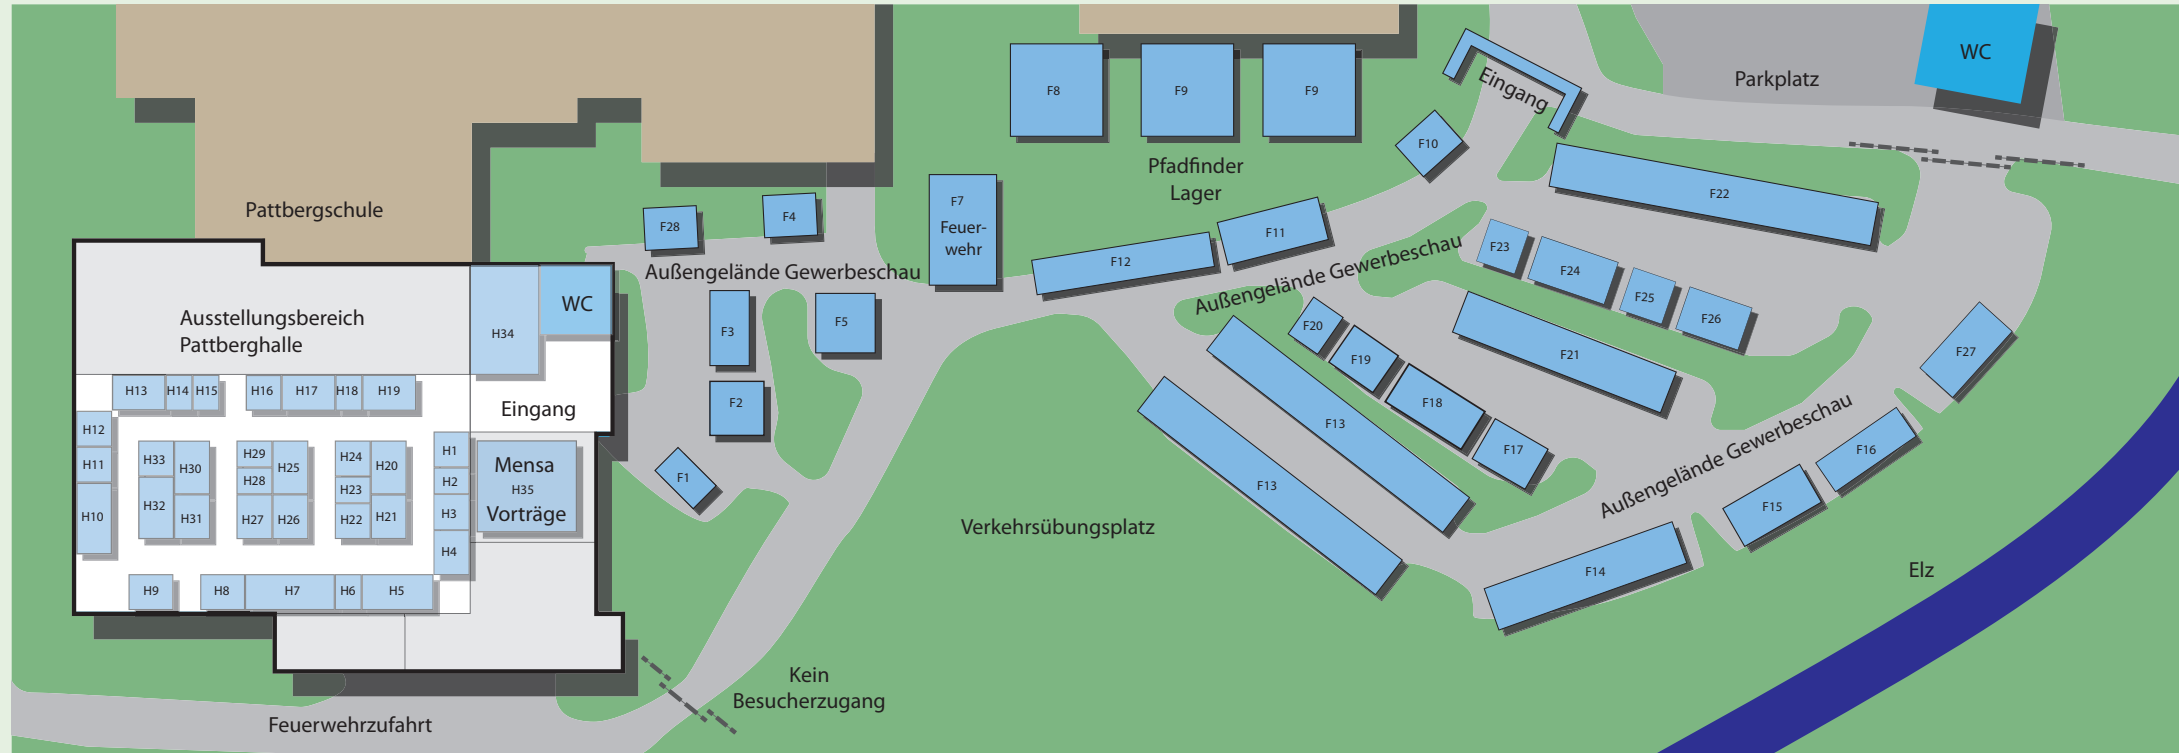 WC
Parkplatz
Eingang
F8
F9
F9
F10
Pfadfinder
Lager
F22
F7
Feuer-
wehr
Pattbergschule
F28
F4
F11
F12
F23
F24
F25
F26
Außengelände Gewerbeschau
Außengelände Gewerbeschau
WC
H34
Ausstellungsbereich
Pattberghalle
F3
F5
F2
F1
F20
F19
F18
F17
F21
F27
F13
F13
Außengelände Gewerbeschau
F16
F15
F14
Eingang
H13
H14
H15
H16
H17
H18
H19
H12
H11
H10
H33
H30
H32
H31
H29
H28
H25
H27
H26
H24
H23
H20
H22
H21
H1
H2
H3
H4
Mensa
H35
Vorträge
H9
H8
H7
H6
H5
Verkehrsübungsplatz
Elz
Kein
Besucherzugang
Feuerwehrzufahrt